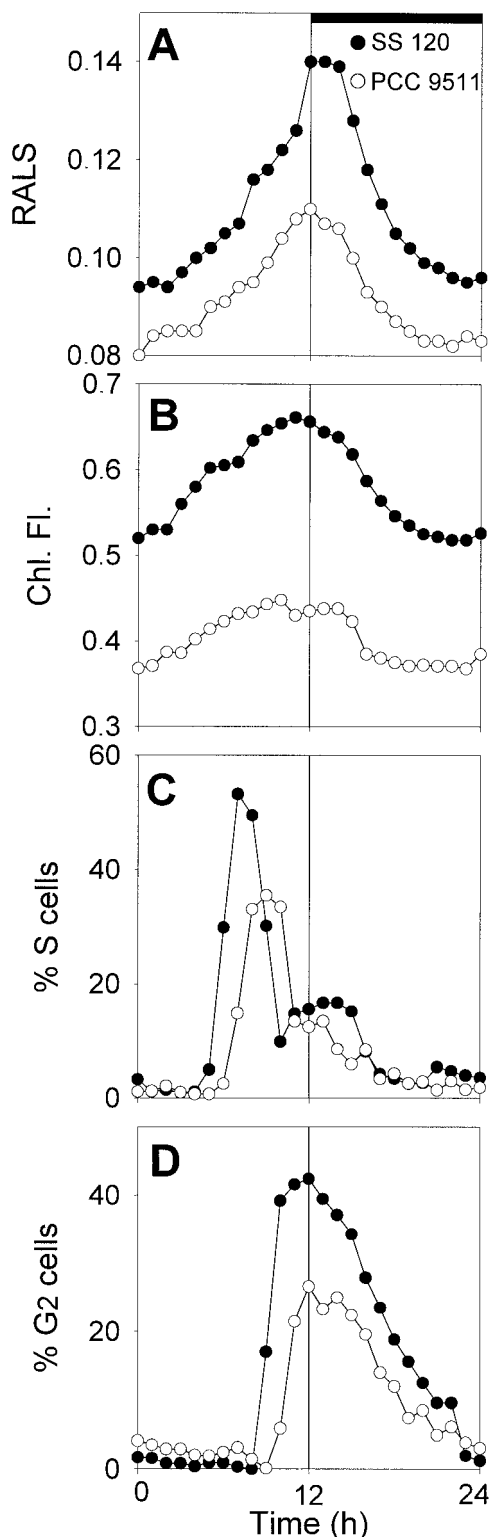 A
● SS 120
○ PCC 9511
0.14
0.12
0.10
0.08
RALS
B
0.7
0.6
0.5
0.4
0.3
Chl. Fl.
C
60
40
20
0
% S cells
D
40
20
0
% G2 cells
0 12 24
Time (h)